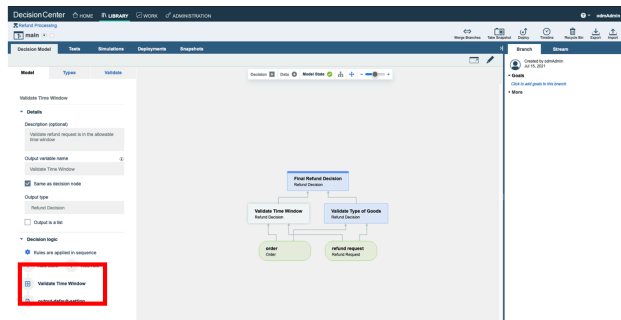 Decision Center HOME LIBRARY WORK ADMINISTRATION odmAdmin
Refund Processing
main
Merge Branches Take Snapshot Deploy Timeline Recycle Bin Export Import
Decision Model Tests Simulations Deployments Snapshots Branch Stream
Model Types Validate
Decision Data Model State
Created by odmAdmin
Jul 15, 2021
Goals
Click to add goals to this branch
More
Validate Time Window
Details
Description (optional)
Validate refund request is in the allowable
time window
Output variable name
Validate Time Window
Same as decision node
Output type
Refund Decision
Output is a list
Decision logic
Rules are applied in sequence
Validate Time Window
Final Refund Decision
Refund Decision
Validate Time Window
Refund Decision
Validate Type of Goods
Refund Decision
order
Order
refund request
Refund Request